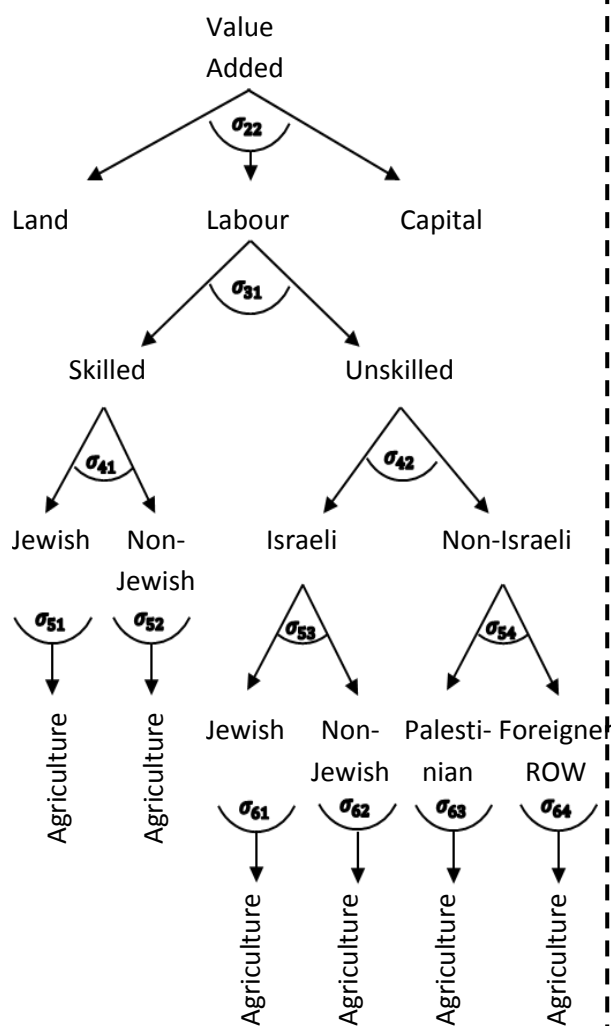 Value
Added
σ22
Land Labour Capital
σ31
Skilled Unskilled
σ41 σ42
Jewish Non-
Jewish
Israeli Non-Israeli
σ51 σ52 σ53 σ54
Agriculture Agriculture
Jewish Non-
Jewish
Palesti-
nian
Foreigner
ROW
σ61 σ62 σ63 σ64
Agriculture Agriculture Agriculture Agriculture